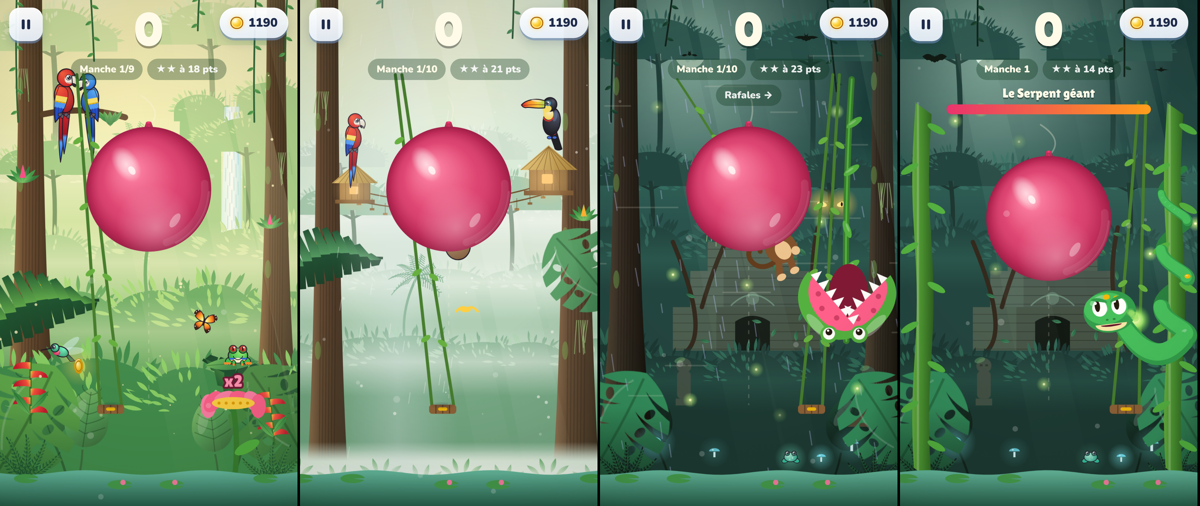 0
1190
Manche 1/9
★★ à 18 pts
x2
0
1190
Manche 1/10
★★ à 21 pts
0
1190
Manche 1/10
★★ à 23 pts
Rafales →
0
1190
Manche 1
★★ à 14 pts
Le Serpent géant